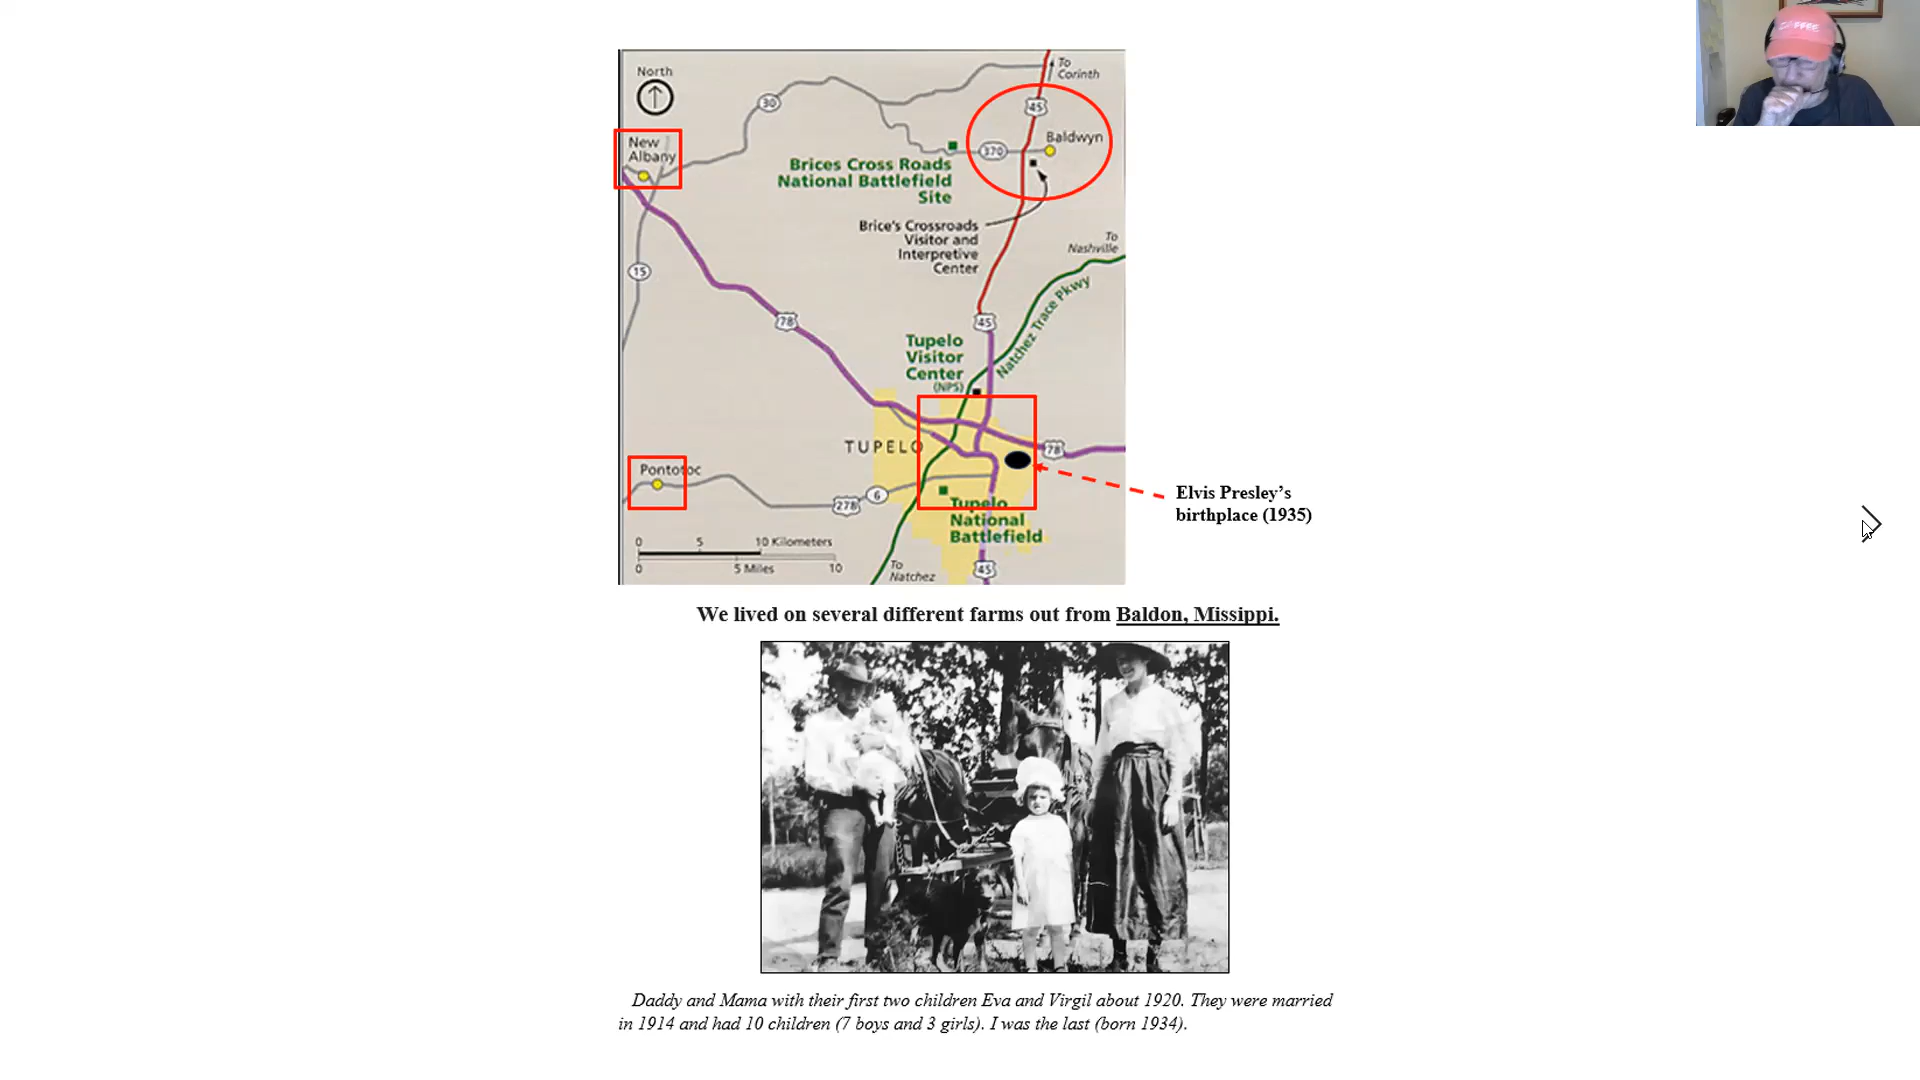 To
Corinth
North
30
45
New
Albany
Baldwyn
370
Brices Cross Roads
National Battlefield
Site
Brice's Crossroads
Visitor and
Interpretive
Center
To
Nashville
15
Natchez Trace Pkwy
78
45
Tupelo
Visitor
Center
(NPS)
TUPELO
78
Pontotoc
6
278
Elvis Presley’s
birthplace (1935)
Tupelo
National
Battlefield
0 5 10 Kilometers
0 5 Miles 10
To
Natchez
45
We lived on several different farms out from Baldon, Missippi.
Daddy and Mama with their first two children Eva and Virgil about 1920. They were married
in 1914 and had 10 children (7 boys and 3 girls). I was the last (born 1934).